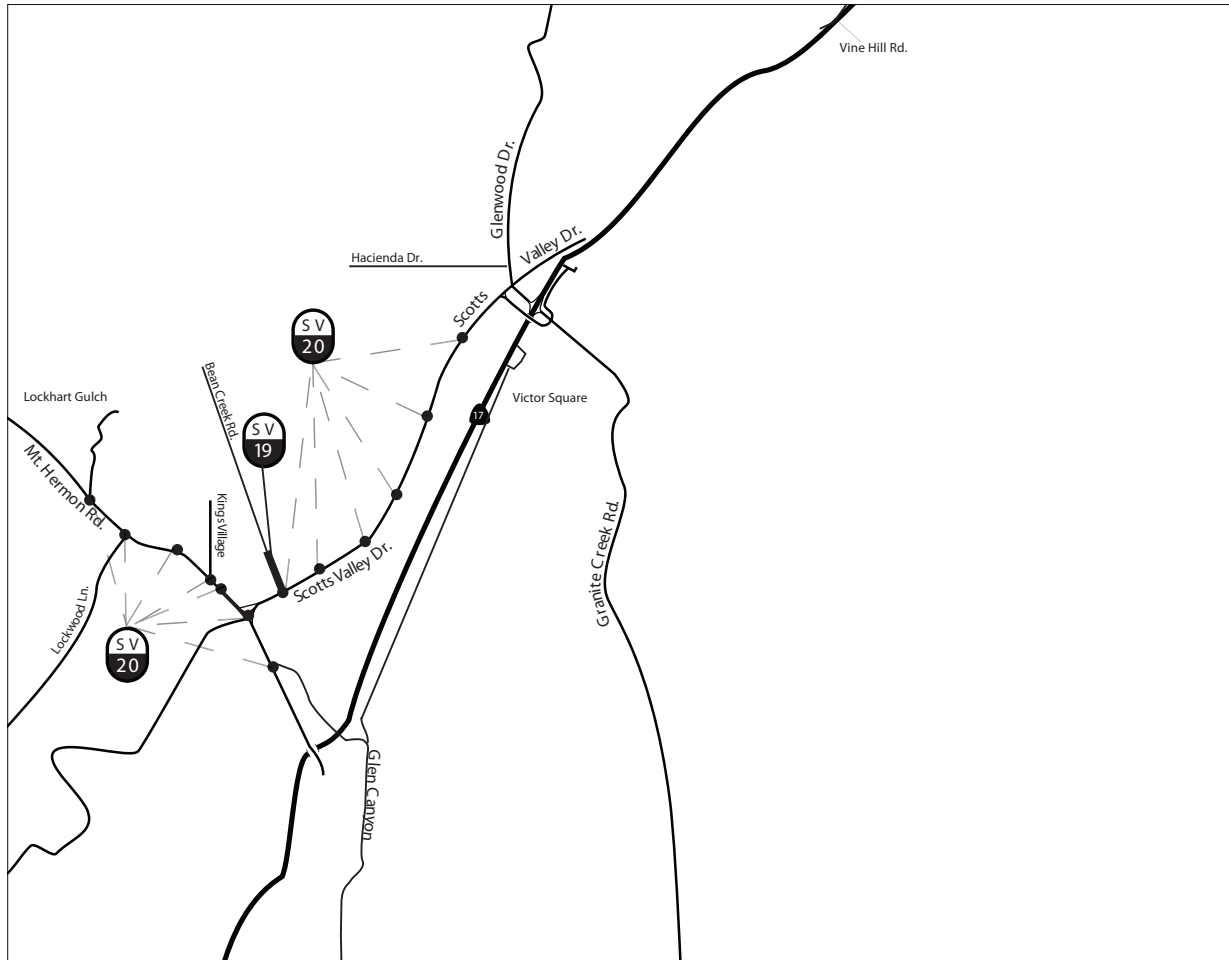 Vine Hill Rd.
Glenwood Dr.
Valley Dr.
Hacienda Dr.
Scotts
S V
20
Bean Creek Rd.
Lockhart Gulch
Victor Square
17
S V
19
Mt. Hermon Rd.
Kings Village
Granite Creek Rd.
Scotts Valley Dr.
Lockwood Ln.
S V
20
Glen Canyon